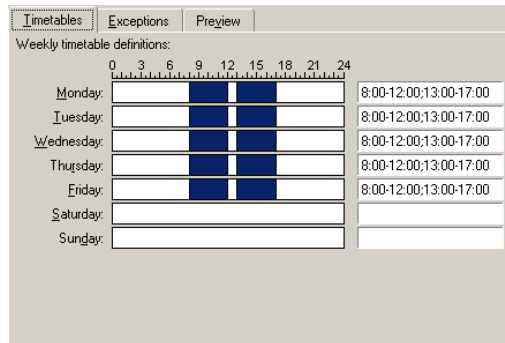 Timetables Exceptions Preview
Weekly timetable definitions:
0 3 6 9 12 15 18 21 24
Monday: 8:00-12:00;13:00-17:00
Tuesday: 8:00-12:00;13:00-17:00
Wednesday: 8:00-12:00;13:00-17:00
Thursday: 8:00-12:00;13:00-17:00
Friday: 8:00-12:00;13:00-17:00
Saturday:
Sunday: